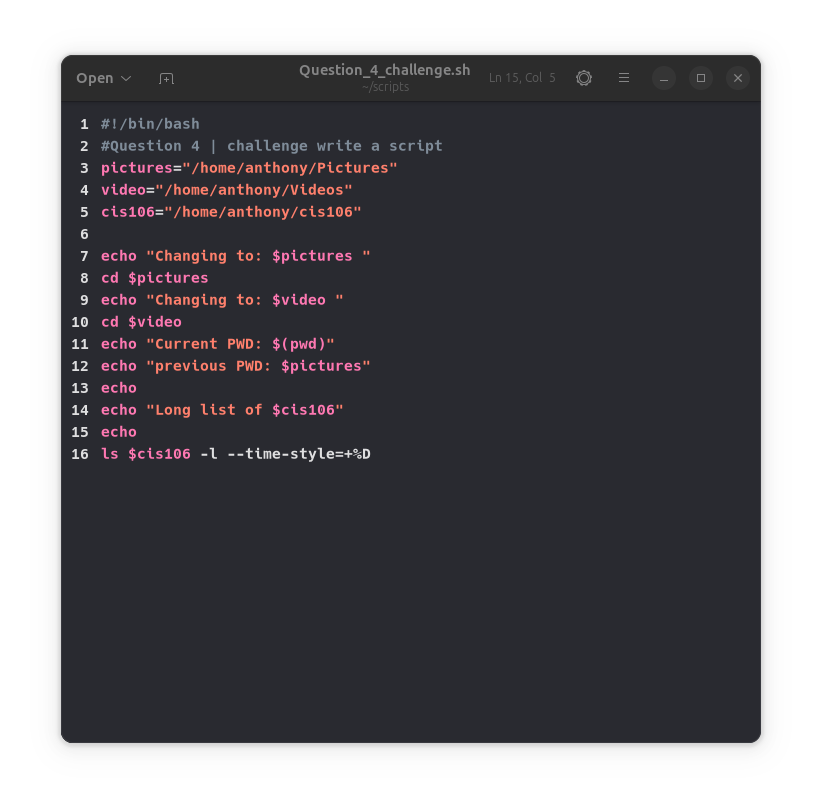 Open
Question_4_challenge.sh
~/scripts
Ln 15, Col 5
1 #!/bin/bash
2 #Question 4 | challenge write a script
3 pictures="/home/anthony/Pictures"
4 video="/home/anthony/Videos"
5 cis106="/home/anthony/cis106"
6
7 echo "Changing to: $pictures "
8 cd $pictures
9 echo "Changing to: $video "
10 cd $video
11 echo "Current PWD: $(pwd)"
12 echo "previous PWD: $pictures"
13 echo
14 echo "Long list of $cis106"
15 echo
16 ls $cis106 -l --time-style=+%D